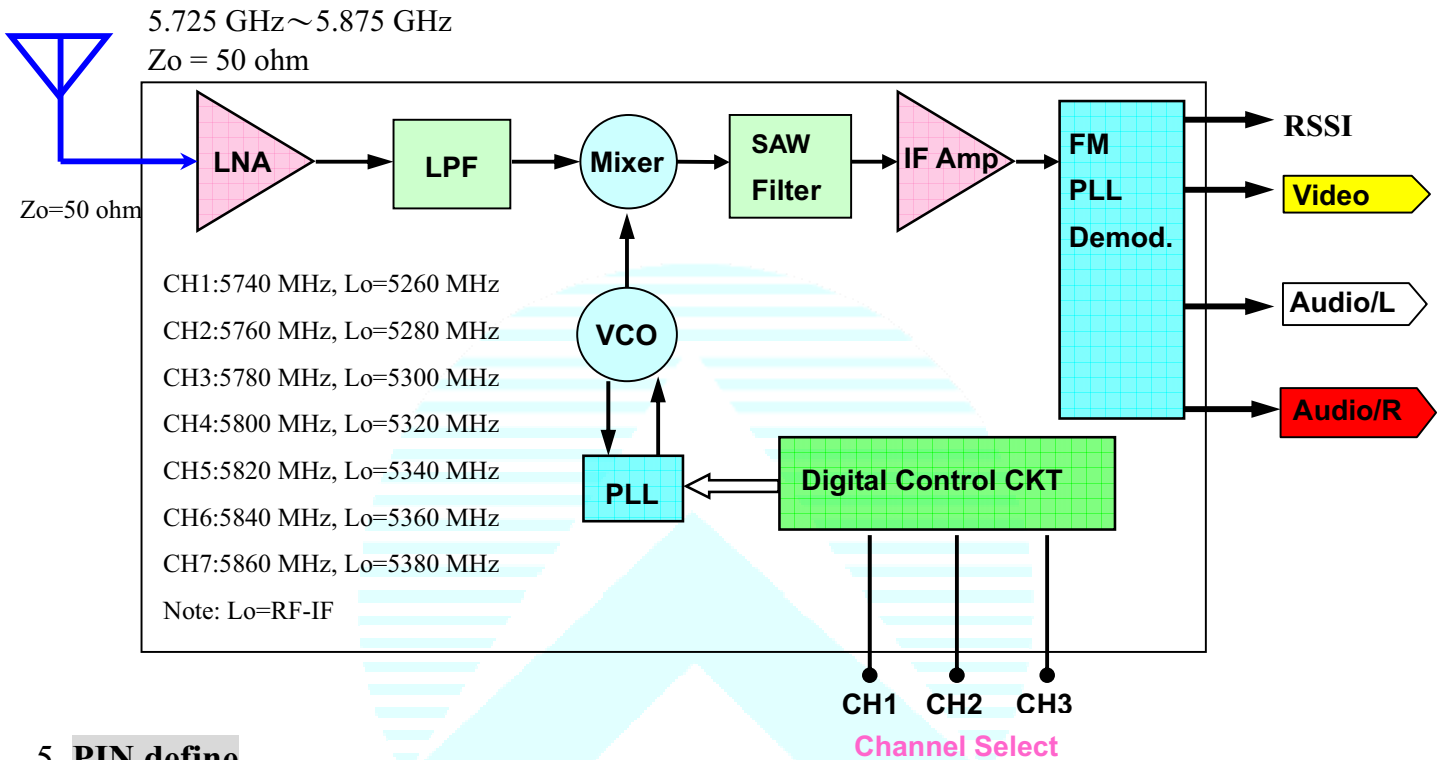 5.725 GHz～5.875 GHz
Zo = 50 ohm
Zo=50 ohm
LNA
LPF
Mixer
SAW
Filter
IF Amp
FM
PLL
Demod.
RSSI
Video
Audio/L
Audio/R
VCO
PLL
Digital Control CKT
CH1:5740 MHz, Lo=5260 MHz
CH2:5760 MHz, Lo=5280 MHz
CH3:5780 MHz, Lo=5300 MHz
CH4:5800 MHz, Lo=5320 MHz
CH5:5820 MHz, Lo=5340 MHz
CH6:5840 MHz, Lo=5360 MHz
CH7:5860 MHz, Lo=5380 MHz
Note: Lo=RF-IF
CH1 CH2 CH3
Channel Select
5. PIN define